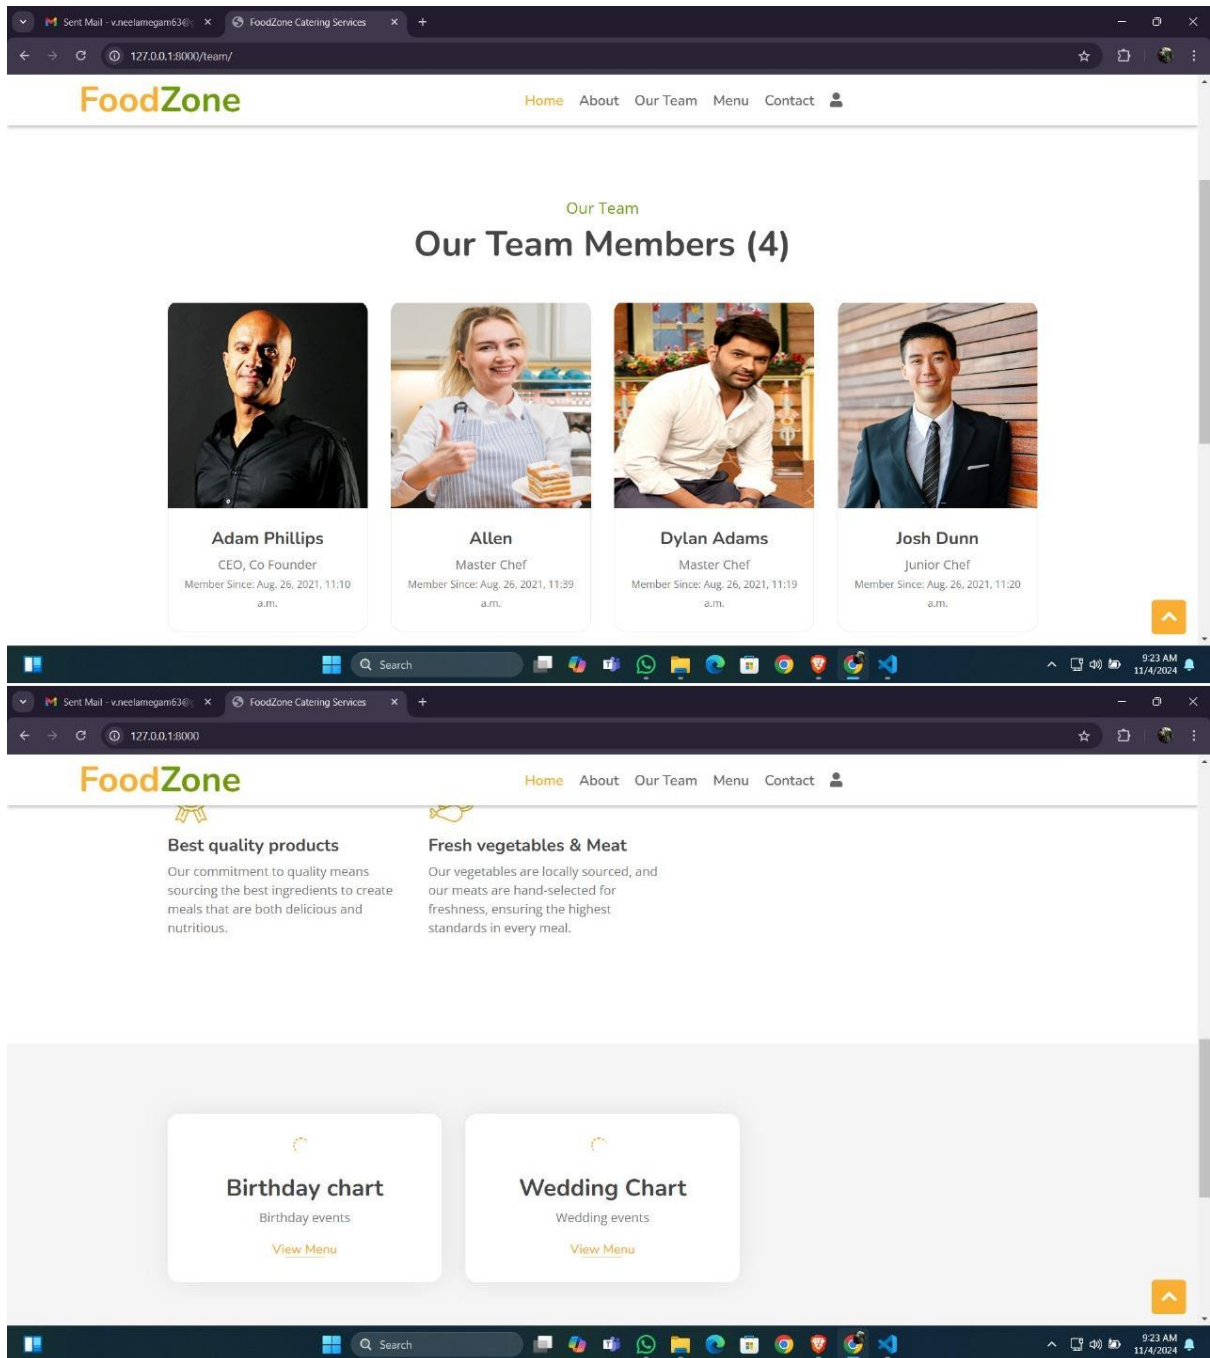 Sent Mail - v.neelamegam63@
FoodZone Catering Services
127.0.0.1:8000/team/
FoodZone
Home About Our Team Menu Contact
Our Team
Our Team Members (4)
Adam Phillips
CEO, Co Founder
Member Since: Aug. 26, 2021, 11:10
a.m.
Allen
Master Chef
Member Since: Aug. 26, 2021, 11:39
a.m.
Dylan Adams
Master Chef
Member Since: Aug. 26, 2021, 11:19
a.m.
Josh Dunn
Junior Chef
Member Since: Aug. 26, 2021, 11:20
a.m.
Search
9:23 AM
11/4/2024
Sent Mail - v.neelamegam63@
FoodZone Catering Services
127.0.0.1:8000
FoodZone
Home About Our Team Menu Contact
Best quality products
Our commitment to quality means
sourcing the best ingredients to create
meals that are both delicious and
nutritious.
Fresh vegetables & Meat
Our vegetables are locally sourced, and
our meats are hand-selected for
freshness, ensuring the highest
standards in every meal.
Birthday chart
Birthday events
View Menu
Wedding Chart
Wedding events
View Menu
Search
9:23 AM
11/4/2024